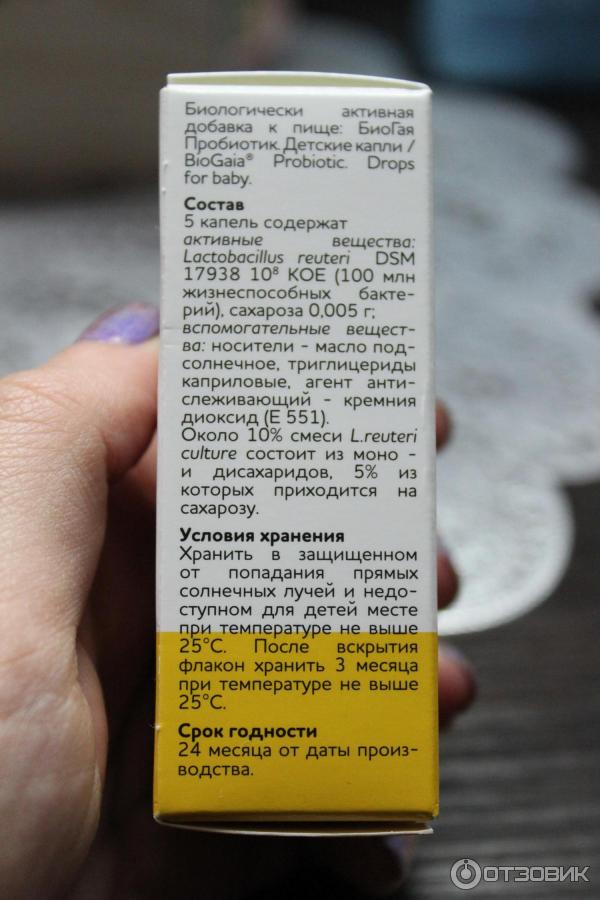 Биологически активная
добавка к пище: БиоГая
Пробиотик. Детские капли /
BioGaia® Probiotic. Drops
for baby.
Состав
5 капель содержат
активные вещества:
Lactobacillus reuteri DSM
17938 10⁸ КОЕ (100 млн
жизнеспособных бакте-
рий), сахароза 0,005 г;
вспомогательные вещест-
ва: носители - масло под-
солнечное, триглицериды
каприловые, агент анти-
слеживающий - кремния
диоксид (Е 551).
Около 10% смеси L.reuteri
culture состоит из моно -
и дисахаридов, 5% из
которых приходится на
сахарозу.
Условия хранения
Хранить в защищенном
от попадания прямых
солнечных лучей и недо-
ступном для детей месте
при температуре не выше
25°C. После вскрытия
флакон хранить 3 месяца
при температуре не выше
25°C.
Срок годности
24 месяца от даты произ-
водства.
ОТЗОВИК